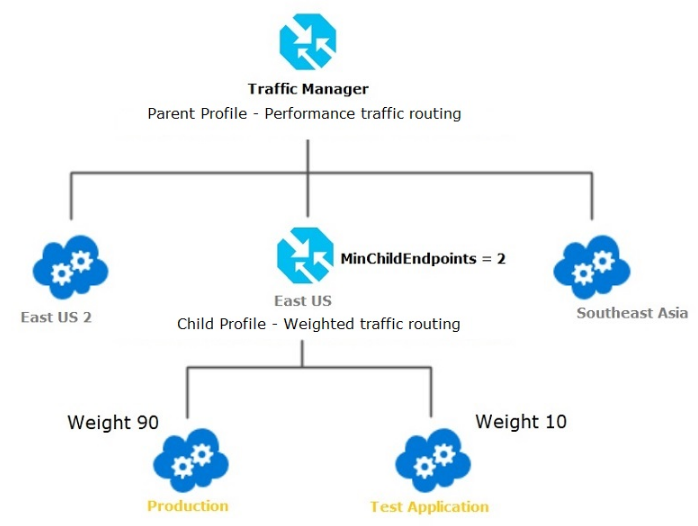 Traffic Manager
Parent Profile - Performance traffic routing
MinChildEndpoints = 2
East US 2
East US
Southeast Asia
Child Profile - Weighted traffic routing
Weight 90
Weight 10
Production
Test Application